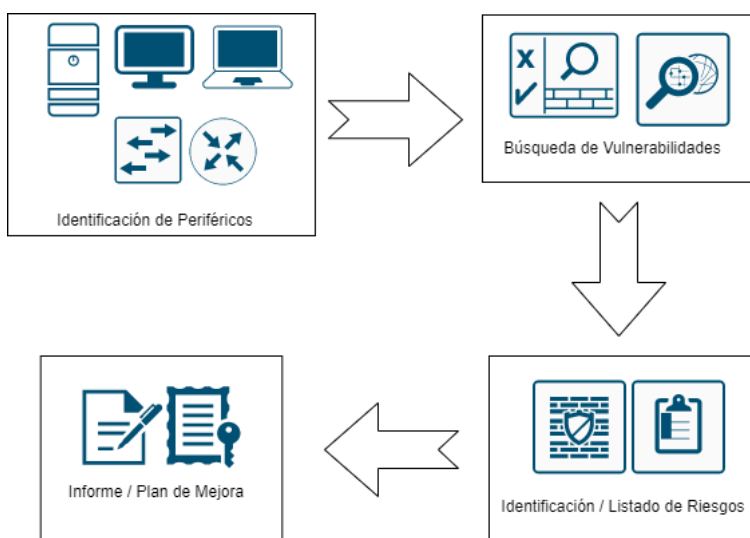 Identificación de Periféricos
Búsqueda de Vulnerabilidades
Identificación / Listado de Riesgos
Informe / Plan de Mejora